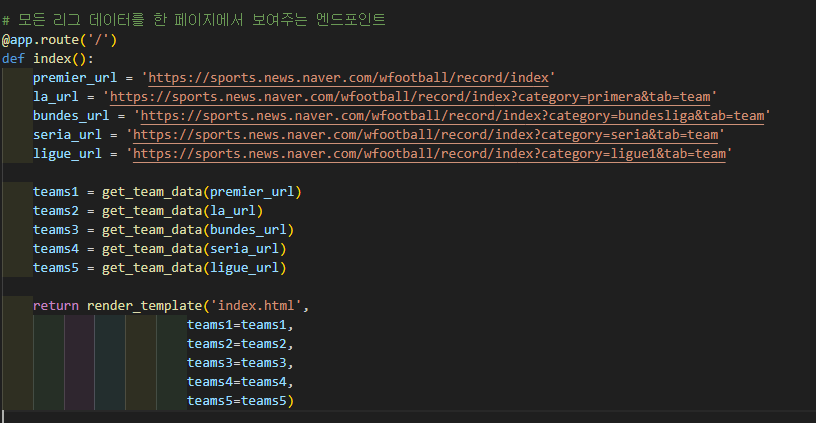 # 모든 리그 데이터를 한 페이지에서 보여주는 엔드포인트
@app.route('/')
def index():
    premier_url = 'https://sports.news.naver.com/wfootball/record/index'
    la_url = 'https://sports.news.naver.com/wfootball/record/index?category=primera&tab=team'
    bundes_url = 'https://sports.news.naver.com/wfootball/record/index?category=bundesliga&tab=team'
    seria_url = 'https://sports.news.naver.com/wfootball/record/index?category=seria&tab=team'
    ligue_url = 'https://sports.news.naver.com/wfootball/record/index?category=ligue1&tab=team'
    teams1 = get_team_data(premier_url)
    teams2 = get_team_data(la_url)
    teams3 = get_team_data(bundes_url)
    teams4 = get_team_data(seria_url)
    teams5 = get_team_data(ligue_url)
    return render_template('index.html',
                        teams1=teams1,
                        teams2=teams2,
                        teams3=teams3,
                        teams4=teams4,
                        teams5=teams5)